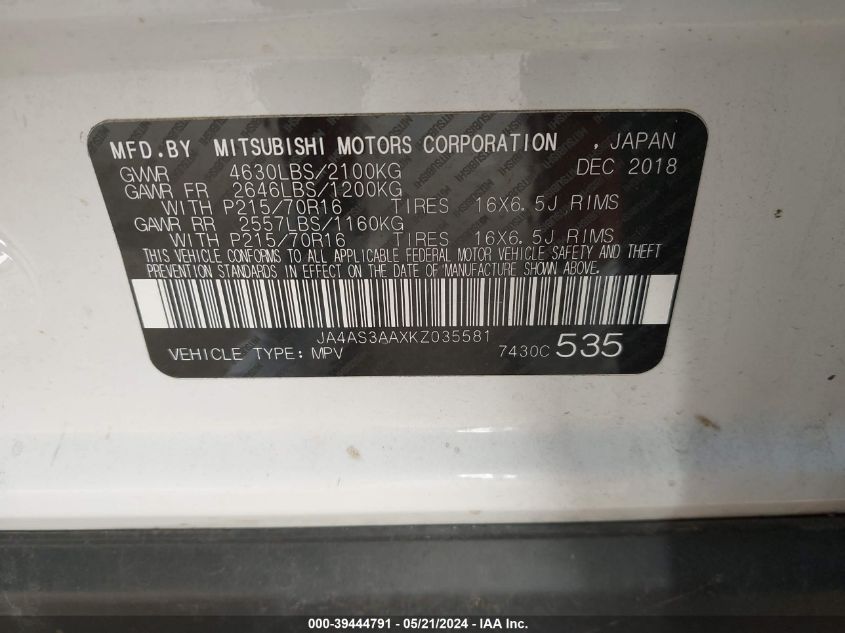 MFD.BY MITSUBISHI MOTORS CORPORATION , JAPAN
GVWR 4630LBS/2100KG DEC 2018
GAWR FR 2646LBS/1200KG
WITH P215/70R16 TIRES 16X6.5J RIMS
GAWR RR 2557LBS/1160KG
WITH P215/70R16 TIRES 16X6.5J RIMS
THIS VEHICLE CONFORMS TO ALL APPLICABLE FEDERAL MOTOR VEHICLE SAFETY AND THEFT
PREVENTION STANDARDS IN EFFECT ON THE DATE OF MANUFACTURE SHOWN ABOVE.
JA4AS3AAXKZ035581
VEHICLE TYPE: MPV 7430C 535
000-39444791 - 05/21/2024 - IAA Inc.